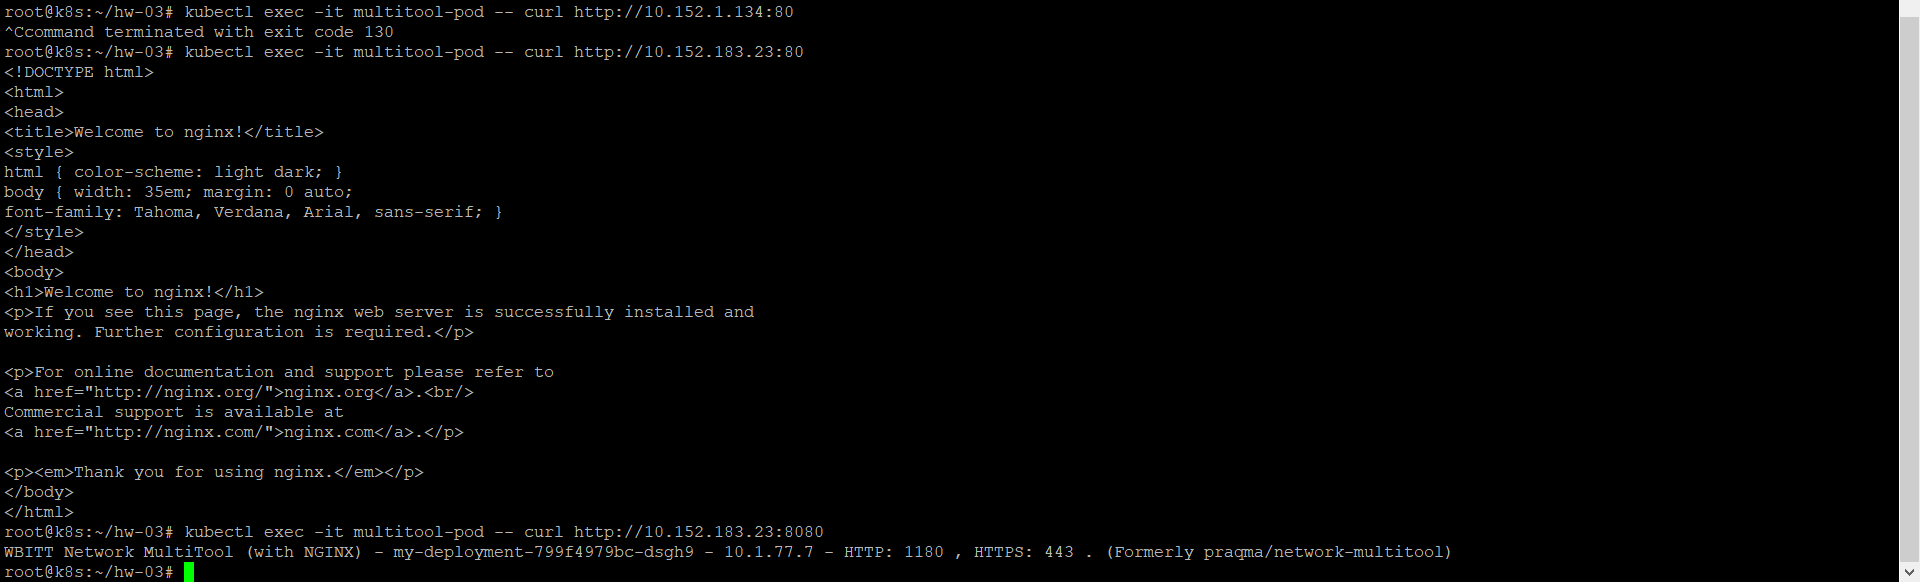 root@k8s:~/hw-03# kubectl exec -it multitool-pod -- curl http://10.152.1.134:80
^Ccommand terminated with exit code 130
root@k8s:~/hw-03# kubectl exec -it multitool-pod -- curl http://10.152.183.23:80
<!DOCTYPE html>
<html>
<head>
<title>Welcome to nginx!</title>
<style>
html { color-scheme: light dark; }
body { width: 35em; margin: 0 auto;
font-family: Tahoma, Verdana, Arial, sans-serif; }
</style>
</head>
<body>
<h1>Welcome to nginx!</h1>
<p>If you see this page, the nginx web server is successfully installed and
working. Further configuration is required.</p>

<p>For online documentation and support please refer to
<a href="http://nginx.org/">nginx.org</a>.<br/>
Commercial support is available at
<a href="http://nginx.com/">nginx.com</a>.</p>

<p><em>Thank you for using nginx.</em></p>
</body>
</html>
root@k8s:~/hw-03# kubectl exec -it multitool-pod -- curl http://10.152.183.23:8080
WBITT Network MultiTool (with NGINX) - my-deployment-799f4979bc-dsgh9 - 10.1.77.7 - HTTP: 1180 , HTTPS: 443 . (Formerly praqma/network-multitool)
root@k8s:~/hw-03#